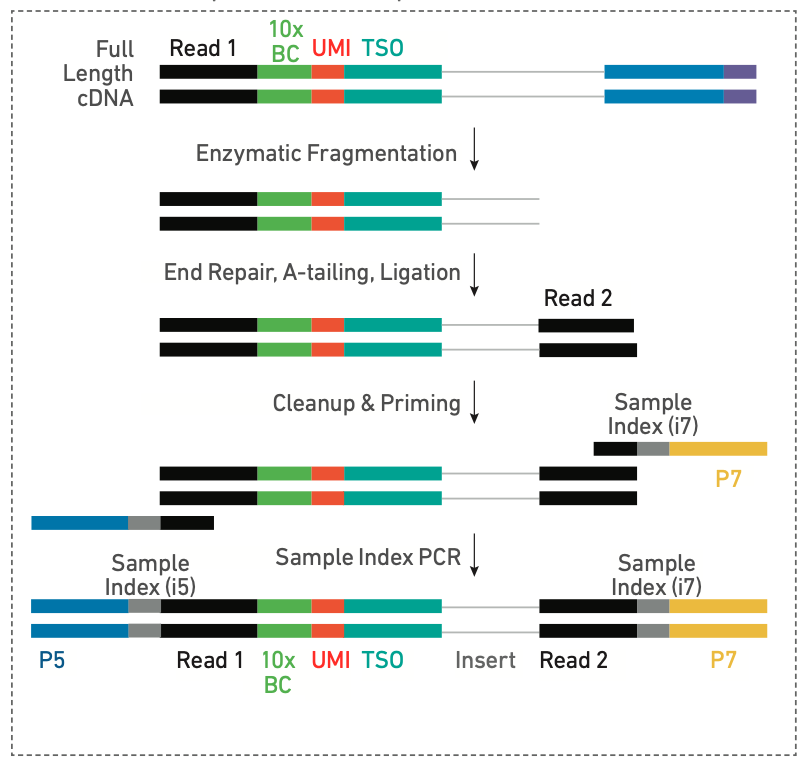 10x
Full Read 1 BC UMI TSO
Length
cDNA
Enzymatic Fragmentation
End Repair, A-tailing, Ligation
Read 2
Cleanup & Priming
Sample
Index (i7)
P7
Sample Index PCR
Sample
Index (i5)
Sample
Index (i7)
P5 Read 1 10x UMI TSO Insert Read 2 P7
BC